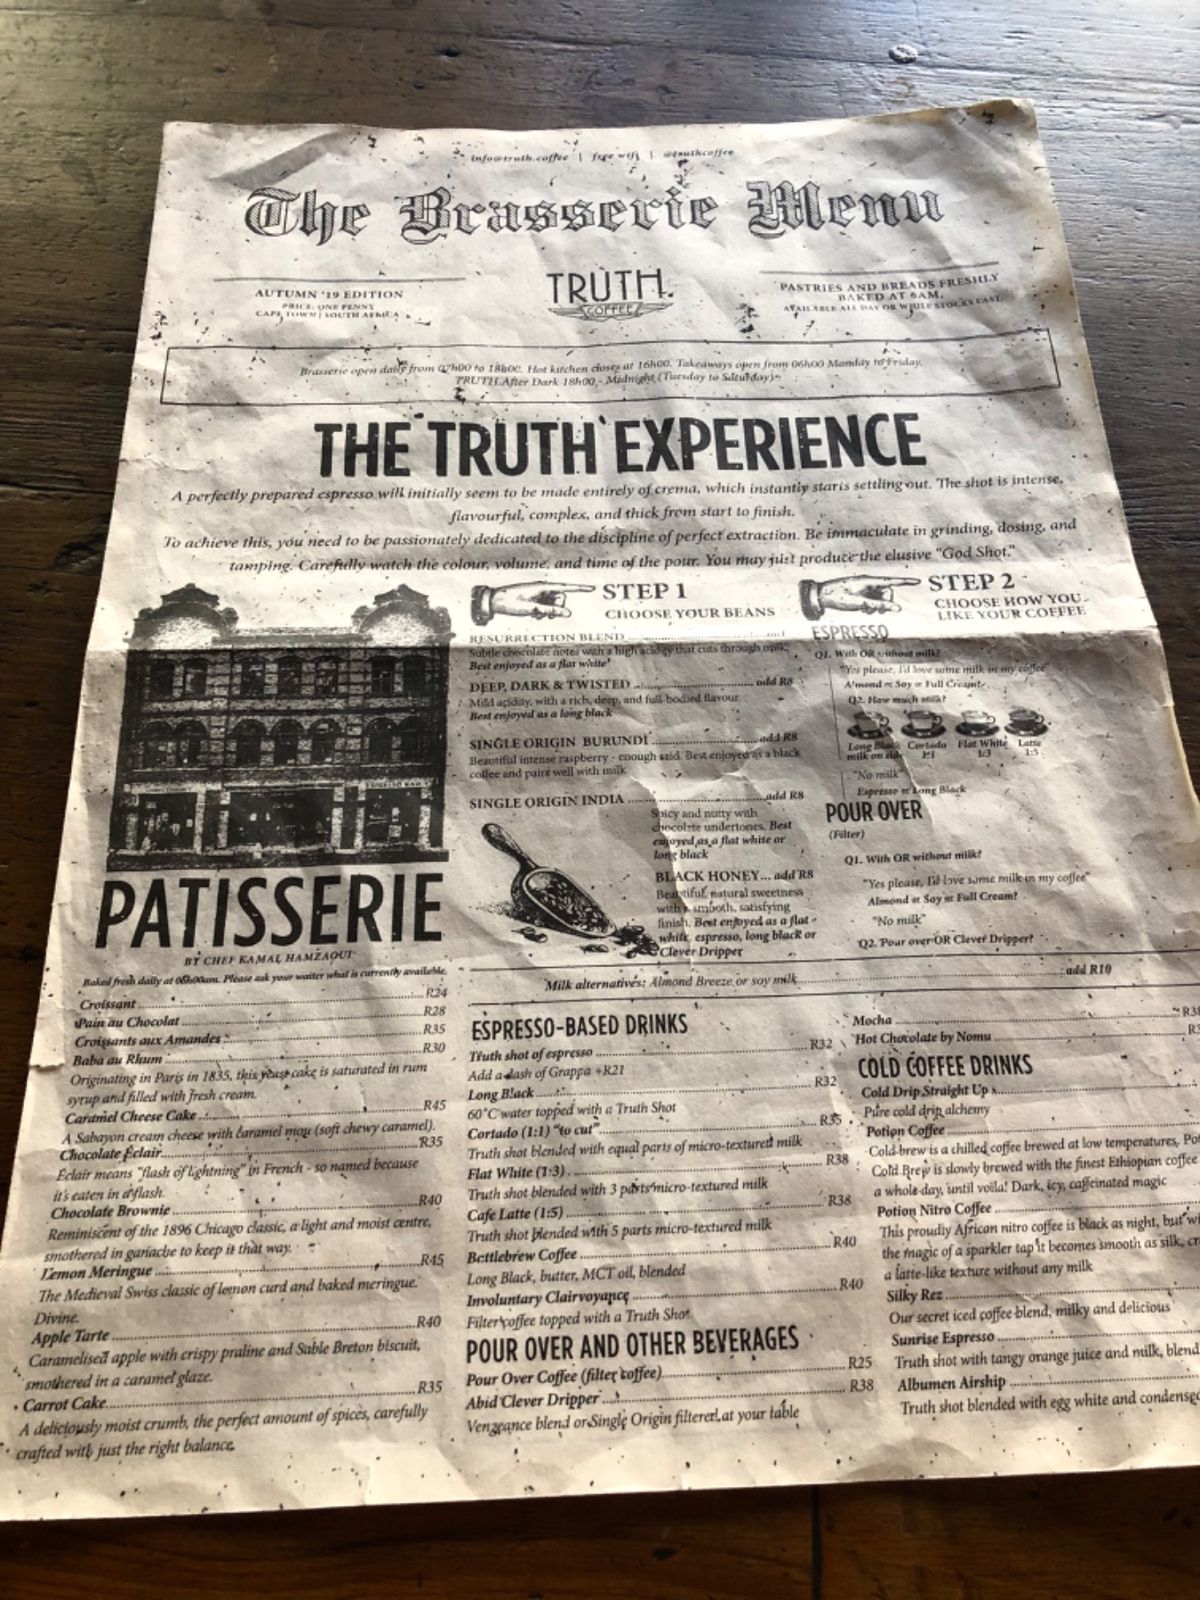 info@truth.coffee | free wifi | @truthcoffee
The Brasserie Menu
AUTUMN '19 EDITION
PRICE: ONE PENNY
CAPE TOWN | SOUTH AFRICA
TRUTH.
COFFEE
PASTRIES AND BREADS FRESHLY
BAKED AT 6AM.
AVAILABLE ALL DAY OR WHILE STOCKS LAST.
Brasserie open daily from 07h00 to 18h00. Hot kitchen closes at 16h00. Takeaways open from 06h00 Monday to Friday.
TRUTH After Dark 18h00 - Midnight (Tuesday to Saturday)
THE TRUTH EXPERIENCE
A perfectly prepared espresso will initially seem to be made entirely of crema, which instantly starts settling out. The shot is intense,
flavourful, complex, and thick from start to finish.
To achieve this, you need to be passionately dedicated to the discipline of perfect extraction. Be immaculate in grinding, dosing, and
tamping. Carefully watch the colour, volume, and time of the pour. You may just produce the elusive "God Shot."
PATISSERIE
BY CHEF KAMAL HAMZAOUI
Baked fresh daily at 06h00am. Please ask your waiter what is currently available.
Croissant R24
Pain au Chocolat R28
Croissants aux Amandes R35
Baba au Rhum R30
Originating in Paris in 1835, this yeast cake is saturated in rum
syrup and filled with fresh cream.
Caramel Cheese Cake R45
A Sabayon cream cheese with caramel mou (soft chewy caramel).
Chocolate Éclair R35
Éclair means "flash of lightning" in French - so named because
it's eaten in a flash.
Chocolate Brownie R40
Reminiscent of the 1896 Chicago classic, a light and moist centre,
smothered in ganache to keep it that way.
Lemon Meringue R45
The Medieval Swiss classic of lemon curd and baked meringue.
Divine.
Apple Tarte R40
Caramelised apple with crispy praline and Sable Breton biscuit,
smothered in a caramel glaze.
Carrot Cake R35
A deliciously moist crumb, the perfect amount of spices, carefully
crafted with just the right balance.
STEP 1
CHOOSE YOUR BEANS
RESURRECTION BLEND
Subtle chocolate notes with a high acidity that cuts through
Best enjoyed as a flat white
DEEP, DARK & TWISTED add R8
Mild acidity, with a rich, deep, and full-bodied flavour.
Best enjoyed as a long black
SINGLE ORIGIN BURUNDI add R8
Beautiful intense raspberry - enough said. Best enjoyed as a black
coffee and pairs well with milk
SINGLE ORIGIN INDIA add R8
Spicy and nutty with
chocolate undertones. Best
enjoyed as a flat white or
long black
BLACK HONEY... add R8
Beautiful, natural sweetness
with a smooth, satisfying
finish. Best enjoyed as a flat
white, espresso, long black or
Clever Dripper
STEP 2
CHOOSE HOW YOU
LIKE YOUR COFFEE
ESPRESSO
Q1. With OR without milk?
"Yes please, I'd love some milk in my coffee"
Almond or Soy or Full Cream?
Q2. How much milk?
Long Black Cortado Flat White Latte
milk on side 1:1 1:3 1:5
"No milk"
Espresso or Long Black
POUR OVER
(Filter)
Q1. With OR without milk?
"Yes please, I'd love some milk in my coffee"
Almond or Soy or Full Cream?
"No milk"
Q2. Pour over OR Clever Dripper?
Milk alternatives: Almond Breeze or soy milk add R10
ESPRESSO-BASED DRINKS
Truth shot of espresso R32
Add a dash of Grappa +R21
Long Black R32
60°C water topped with a Truth Shot
Cortado (1:1) "to cut" R35
Truth shot blended with equal parts of micro-textured milk
Flat White (1:3) R38
Truth shot blended with 3 parts micro-textured milk
Cafe Latte (1:5) R38
Truth shot blended with 5 parts micro-textured milk
Bettlebrew Coffee R40
Long Black, butter, MCT oil, blended
Involuntary Clairvoyance R40
Filter coffee topped with a Truth Shot
POUR OVER AND OTHER BEVERAGES
Pour Over Coffee (filter coffee) R25
Abid Clever Dripper R38
Vengeance blend or Single Origin filtered at your table
Mocha
Hot Chocolate by Nomu
COLD COFFEE DRINKS
Cold Drip Straight Up
Pure cold drip alchemy
Potion Coffee
Cold brew is a chilled coffee brewed at low temperatures,
Cold Brew is slowly brewed with the finest Ethiopian coffee
a whole day, until voila! Dark, icy, caffeinated magic
Potion Nitro Coffee
This proudly African nitro coffee is black as night, but
the magic of a sparkler tap it becomes smooth as silk,
a latte-like texture without any milk
Silky Rez
Our secret iced coffee blend, milky and delicious
Sunrise Espresso
Truth shot with tangy orange juice and milk,
Albumen Airship
Truth shot blended with egg white and